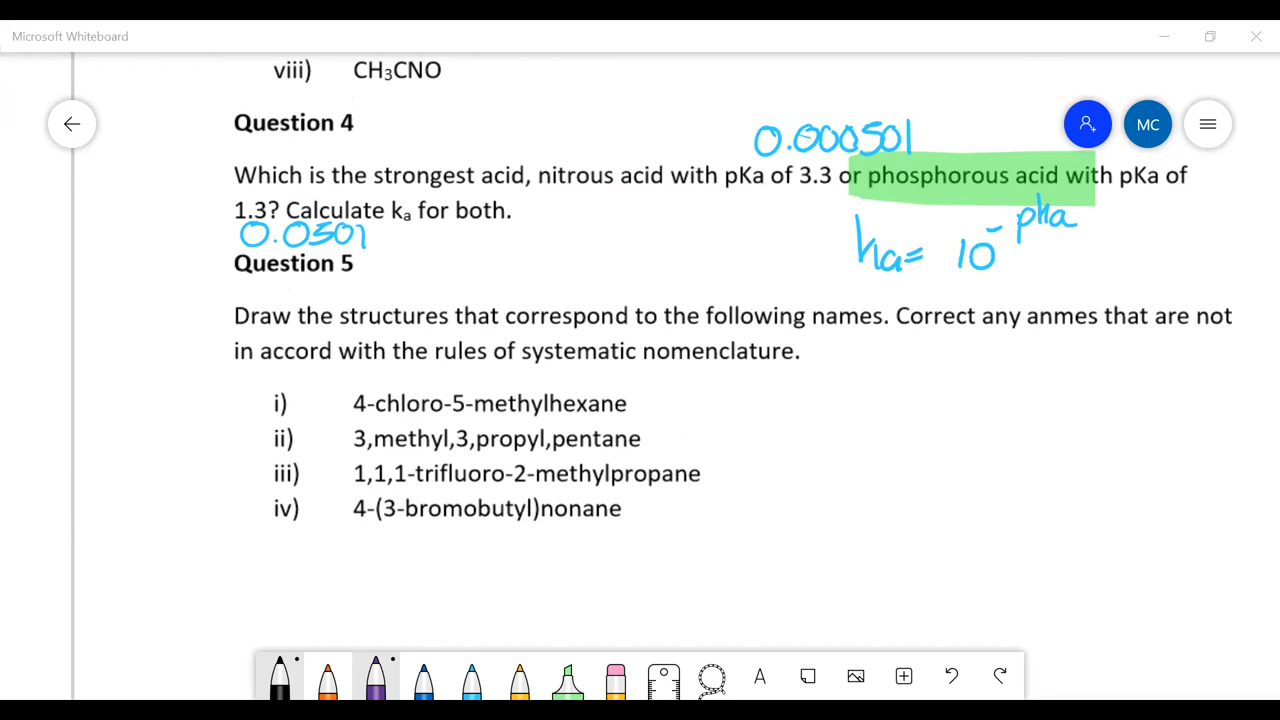 Microsoft Whiteboard
viii) CH₃CNO
Question 4
0.000501
MC
Which is the strongest acid, nitrous acid with pKa of 3.3 or phosphorous acid with pKa of
1.3? Calculate kₐ for both.
0.0501
ka = 10^-pka
Question 5
Draw the structures that correspond to the following names. Correct any anmes that are not
in accord with the rules of systematic nomenclature.
i) 4-chloro-5-methylhexane
ii) 3,methyl,3,propyl,pentane
iii) 1,1,1-trifluoro-2-methylpropane
iv) 4-(3-bromobutyl)nonane
A